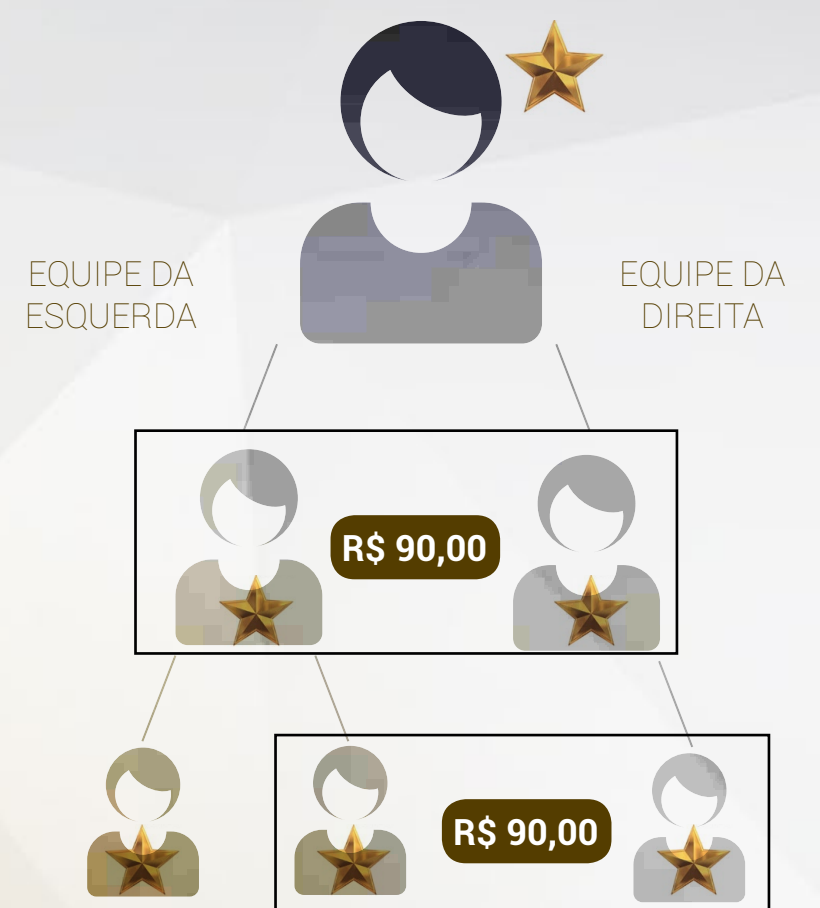 EQUIPE DA
ESQUERDA
EQUIPE DA
DIREITA
R$ 90,00
R$ 90,00